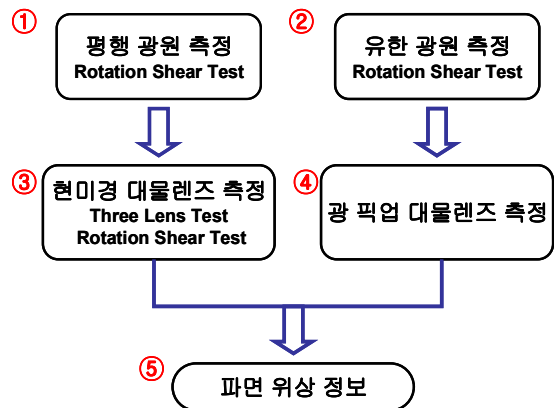 ①
평행 광원 측정
Rotation Shear Test
②
유한 광원 측정
Rotation Shear Test
③
현미경 대물렌즈 측정
Three Lens Test
Rotation Shear Test
④
광 픽업 대물렌즈 측정
⑤
파면 위상 정보